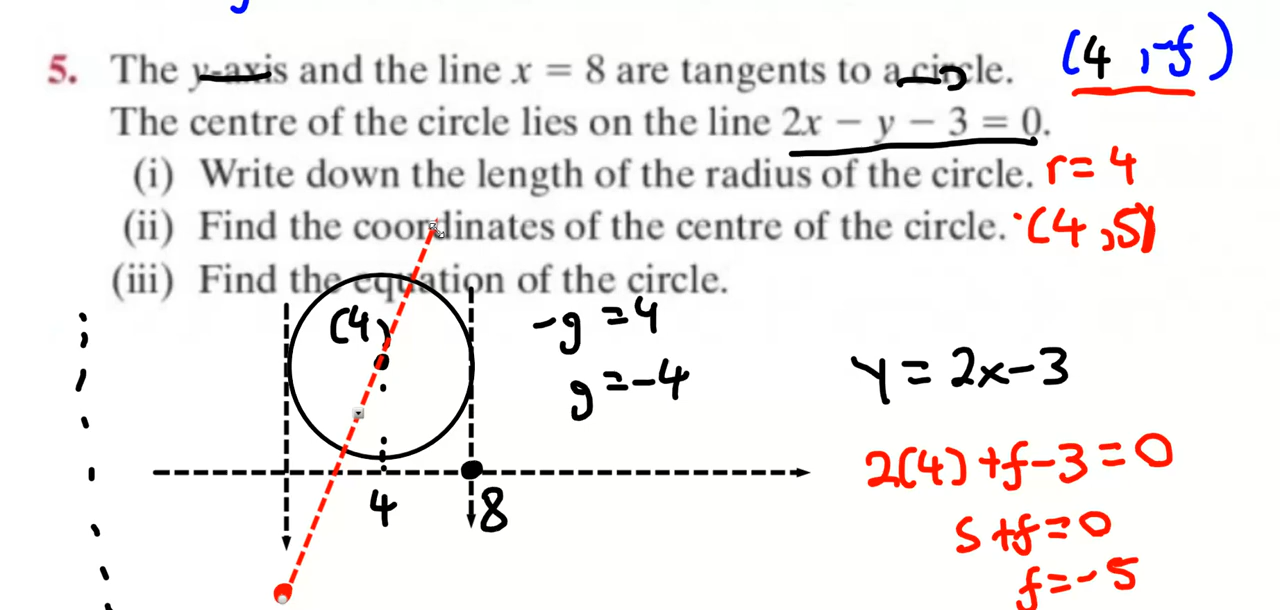 5. The y-axis and the line x = 8 are tangents to a circle.
(4, -f)
The centre of the circle lies on the line 2x − y − 3 = 0.
(i) Write down the length of the radius of the circle. r = 4
(ii) Find the coordinates of the centre of the circle. (4, 5)
(iii) Find the equation of the circle.
(4,
-g = 4
g = -4
y = 2x - 3
2(4) + f - 3 = 0
4
8
5 + f = 0
f = -5